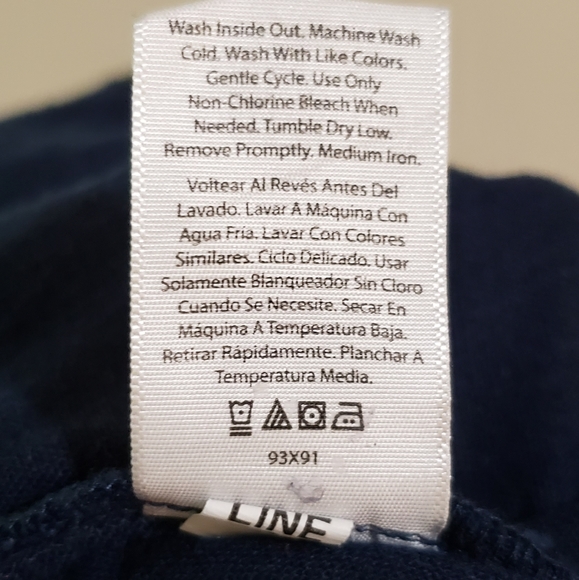 Wash Inside Out. Machine Wash
Cold. Wash With Like Colors.
Gentle Cycle. Use Only
Non-Chlorine Bleach When
Needed. Tumble Dry Low.
Remove Promptly. Medium Iron.
Voltear Al Revés Antes Del
Lavado. Lavar A Máquina Con
Agua Fría. Lavar Con Colores
Similares. Ciclo Delicado. Usar
Solamente Blanqueador Sin Cloro
Cuando Se Necesite. Secar En
Máquina A Temperatura Baja.
Retirar Rápidamente. Planchar A
Temperatura Media.
93X91
LINE